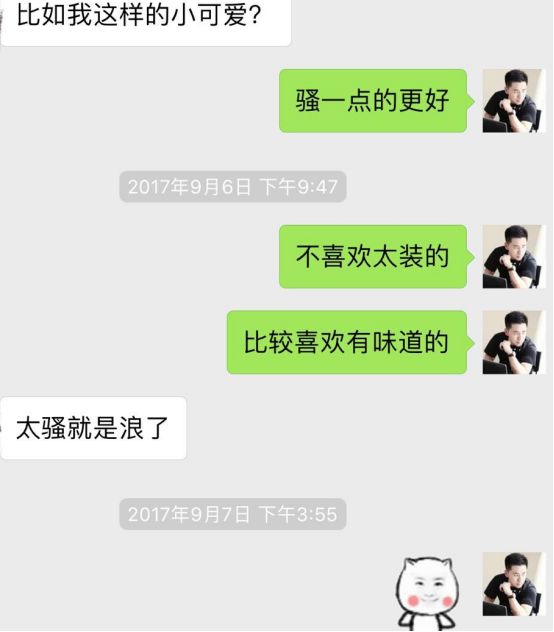 比如我这样的小可爱？
骚一点的更好
2017年9月6日 下午9:47
不喜欢太装的
比较喜欢有味道的
太骚就是浪了
2017年9月7日 下午3:55